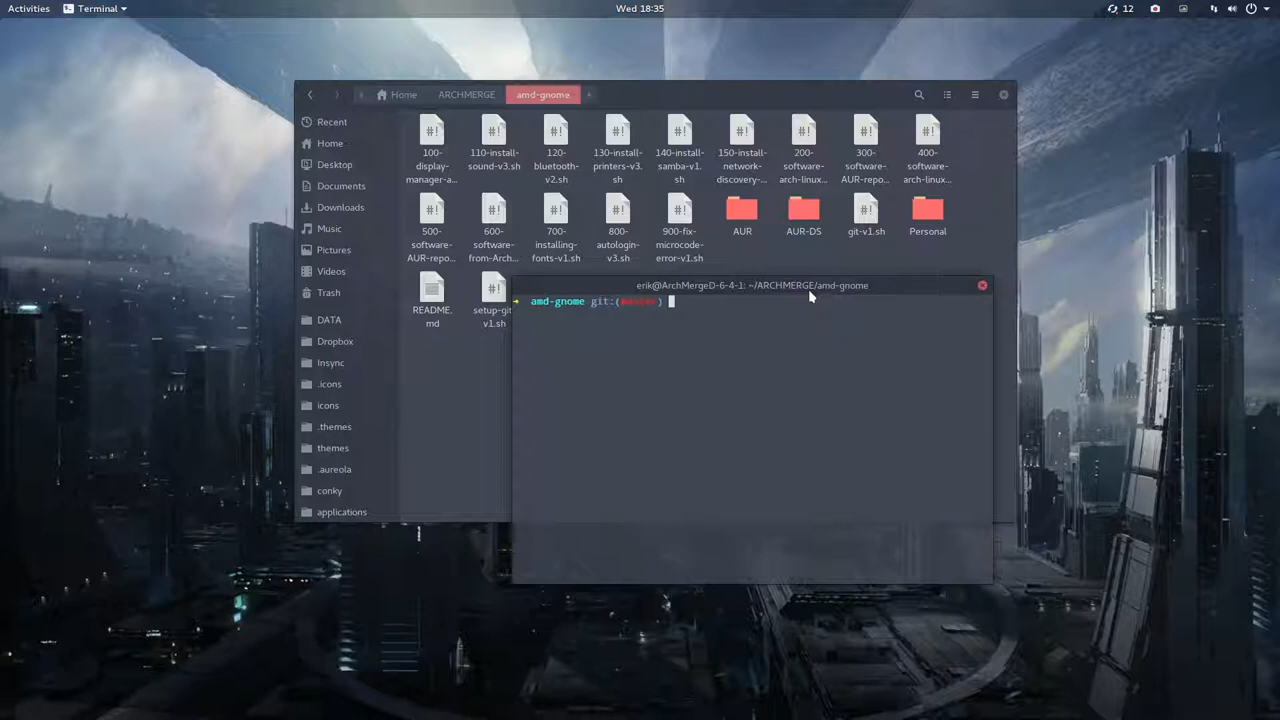 Activities Terminal Wed 18:35 12
Home ARCHMERGE amd-gnome
Recent
Home
Desktop
Documents
Downloads
Music
Pictures
Videos
Trash
DATA
Dropbox
Insync
.icons
icons
.themes
themes
.aureola
conky
applications
100-
display-
manager-a...
110-install-
sound-v3.sh
120-
bluetooth-
v2.sh
130-install-
printers-v3.
sh
140-install-
samba-v1.
sh
150-install-
network-
discovery-...
200-
software-
arch-linux...
300-
software-
AUR-repo...
400-
software-
arch-linux...
500-
software-
AUR-repo...
600-
software-
from-Arch...
700-
installing-
fonts-v1.sh
800-
autologin-
v3.sh
900-fix-
microcode-
error-v1.sh
AUR
AUR-DS
git-v1.sh
Personal
README.
md
setup-git
v1.sh
erik@ArchMergeD-6-4-1: ~/ARCHMERGE/amd-gnome
→ amd-gnome git:(master)